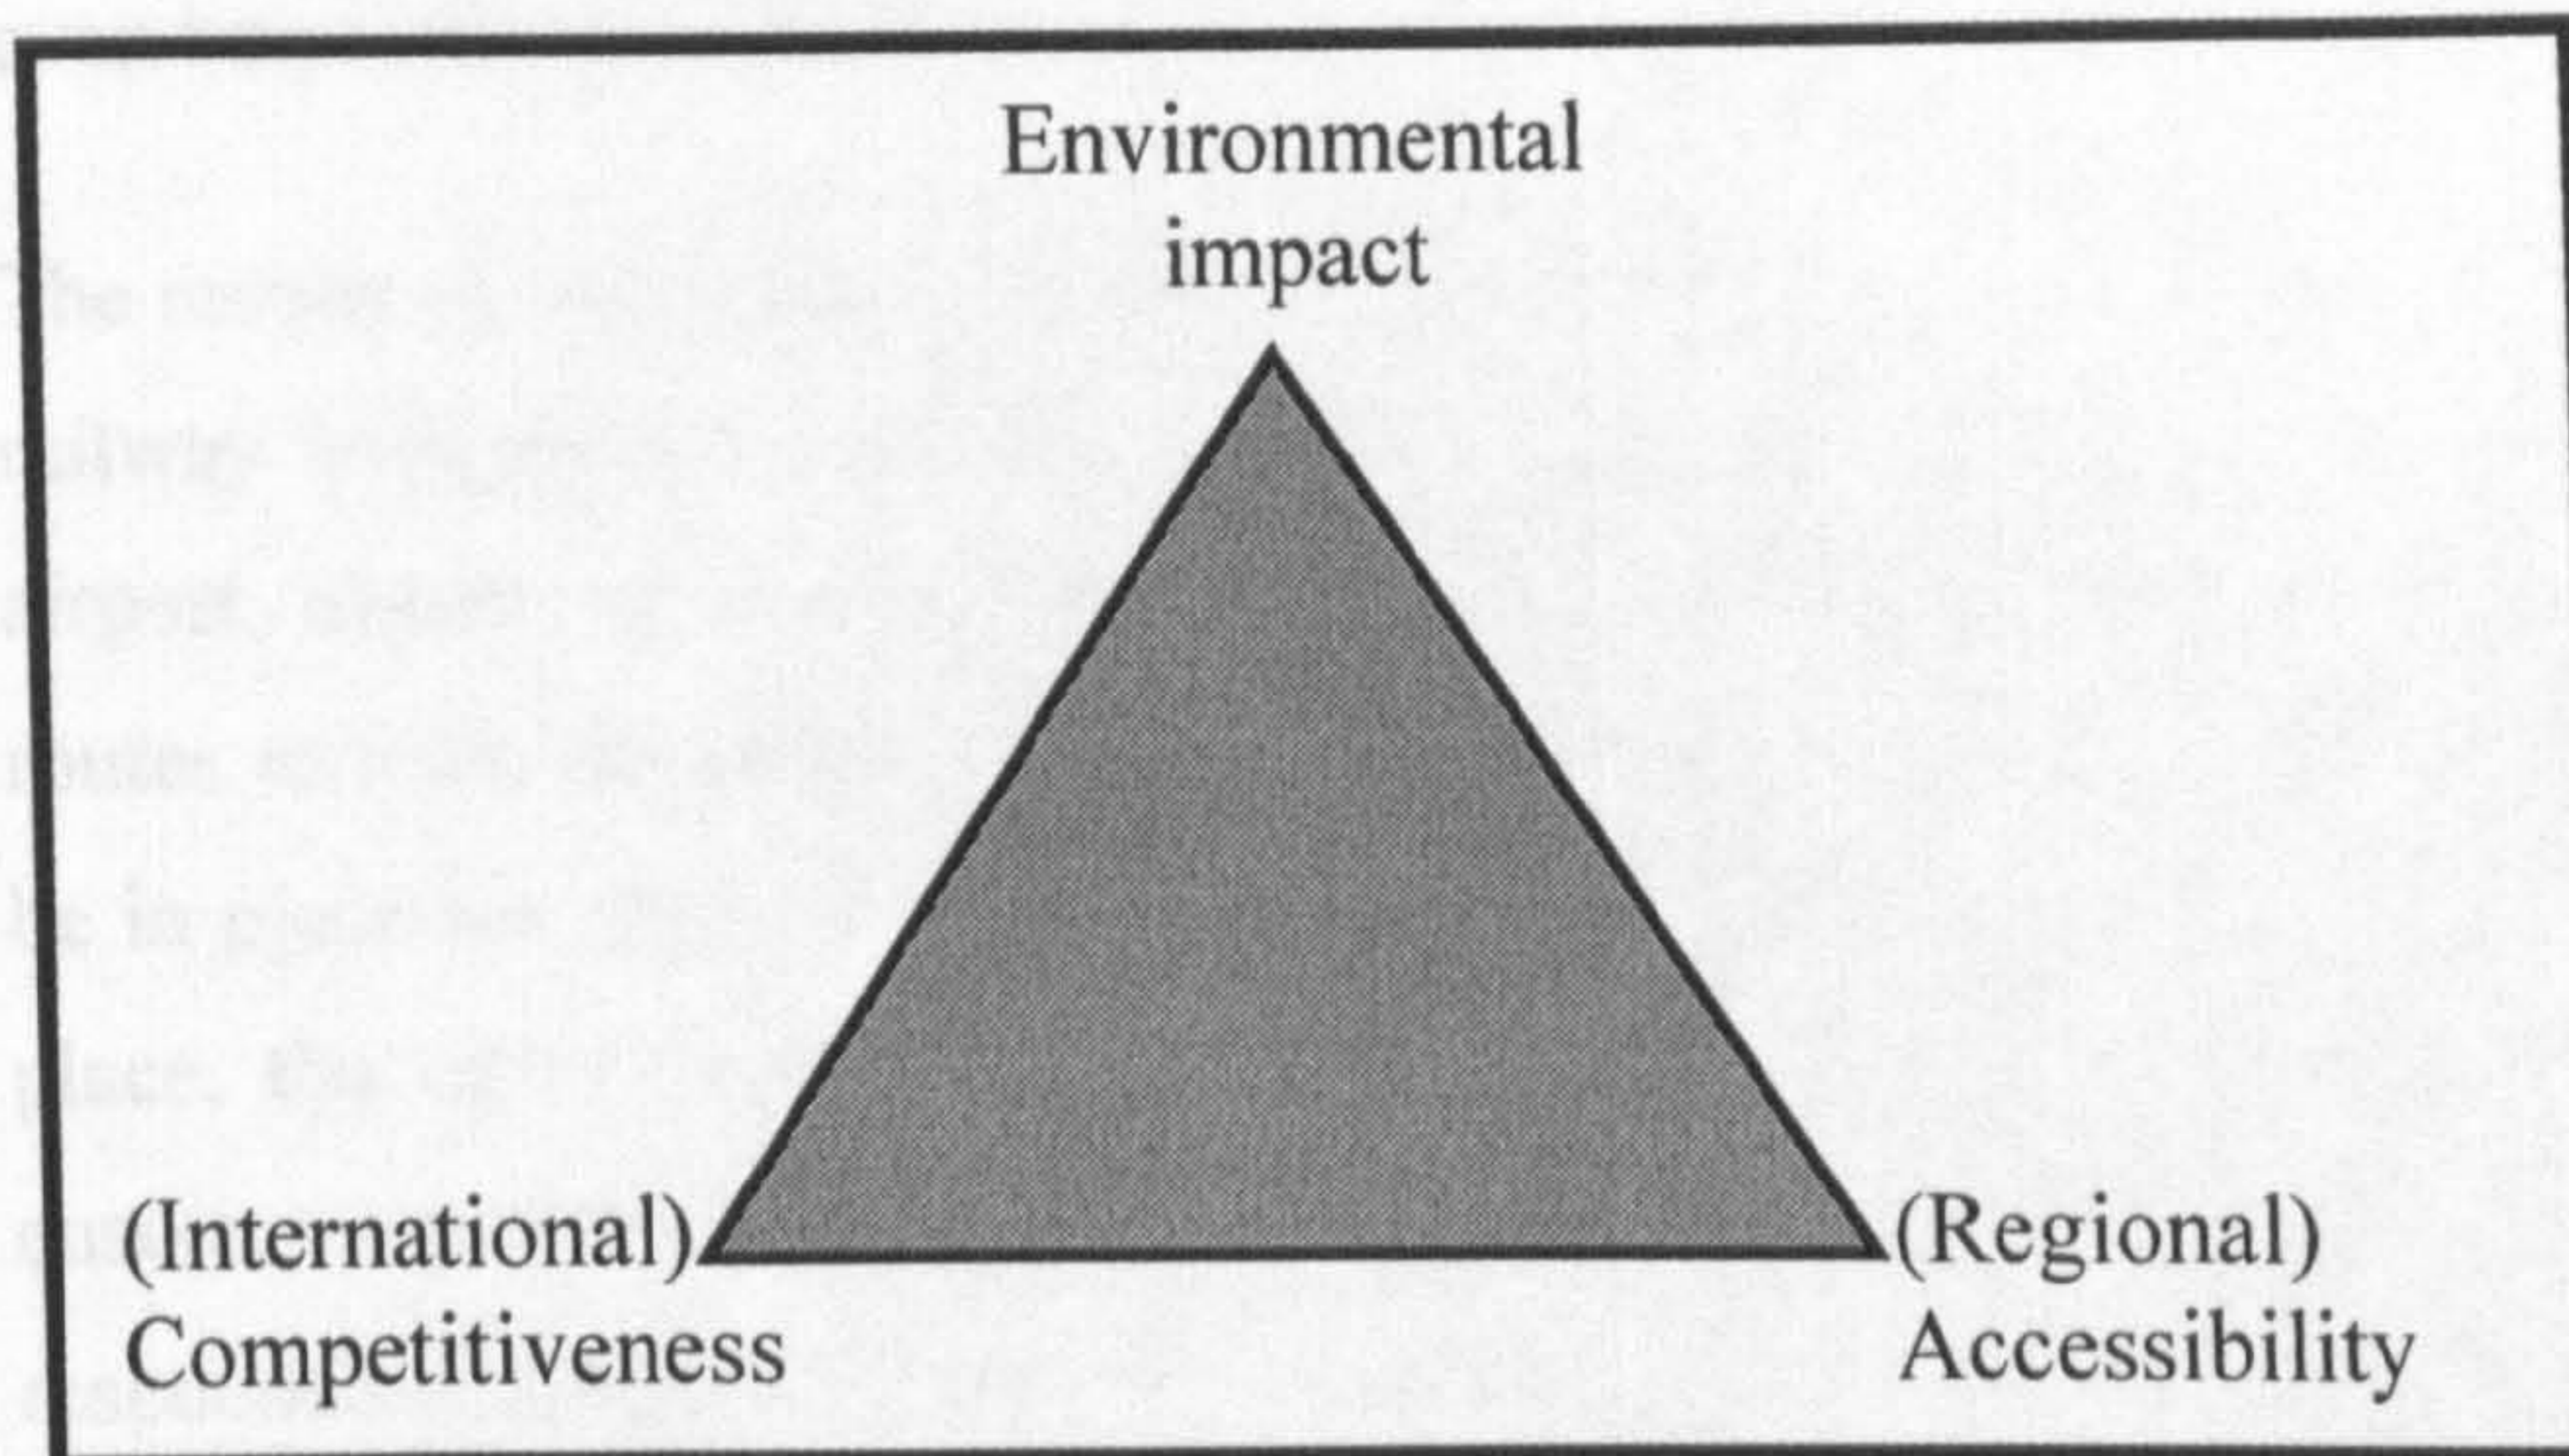 Environmental
impact
(International)
Competitiveness
(Regional)
Accessibility